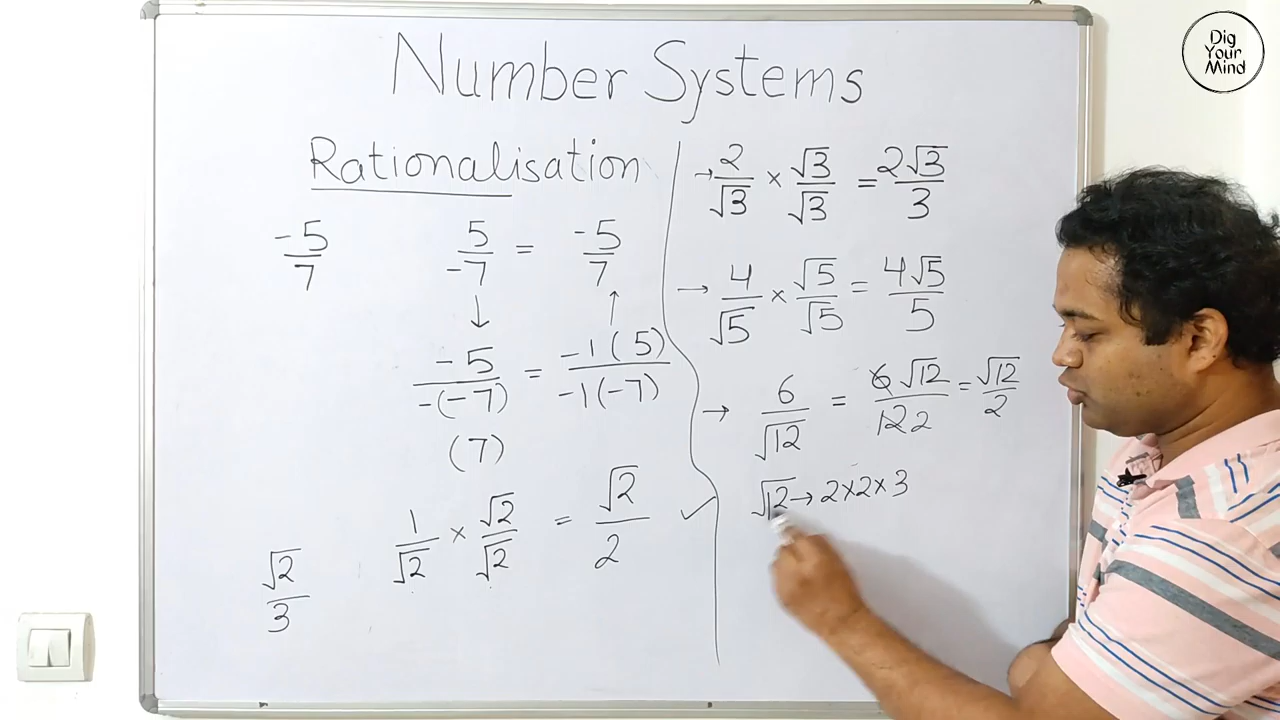 Dig
Your
Mind
Number Systems
Rationalisation
-5/7
5/-7 = -5/7
↓ ↑
-5/-(-7) = -1(5)/-1(-7)
(7)
1/√2 × √2/√2 = √2/2 ✓
√2/3
→ 2/√3 × √3/√3 = 2√3/3
→ 4/√5 × √5/√5 = 4√5/5
→ 6/√12 = 6√12/12 2 = √12/2
√12 → 2×2×3